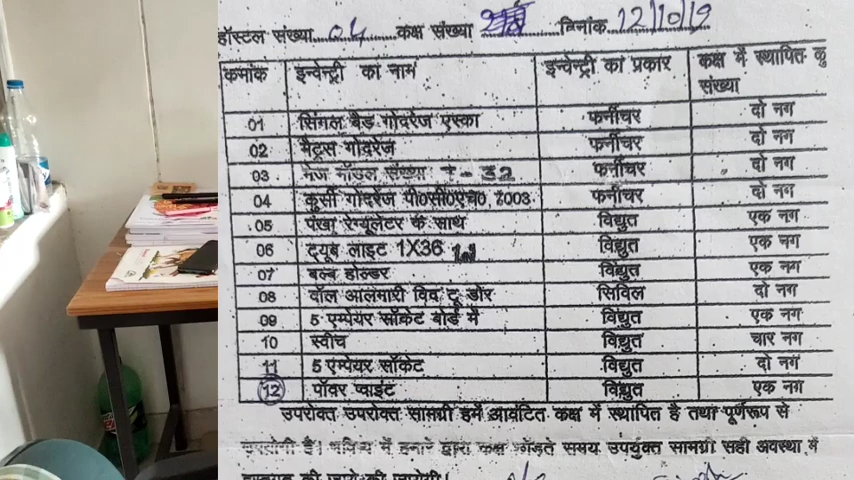 हॉस्टल संख्या 04 कक्ष संख्या दिनांक 12/10/19
क्रमांक इन्वेन्ट्री का नाम इन्वेन्ट्री का प्रकार कक्ष में स्थापित
संख्या
01 सिंगल बैड गोदरेज एस्का फर्नीचर दो नग
02 मैट्रस गोदरेज फर्नीचर दो नग
03 मेज मॉडल संख्या T-32 फर्नीचर दो नग
04 कुर्सी गोदरेज पी0सी0एच0 7003 फर्नीचर दो नग
05 पंखा रेग्यूलेटर के साथ विद्युत एक नग
06 ट्यूब लाइट 1X36 विद्युत एक नग
07 बल्ब होल्डर विद्युत एक नग
08 वॉल आलमारी विद टू डोर सिविल दो नग
09 5 एम्पेयर सॉकेट बोर्ड में विद्युत एक नग
10 स्वीच विद्युत चार नग
11 5 एम्पेयर सॉकेट विद्युत दो नग
12 पॉवर प्वाइंट विद्युत एक नग
उपरोक्त उपरोक्त सामग्री हमें आवंटित कक्ष में स्थापित है तथा पूर्णरूप से
उपयोगी है। भविष्य में हमारे द्वारा कक्ष छोड़ते समय उपर्युक्त सामग्री सही अवस्था में